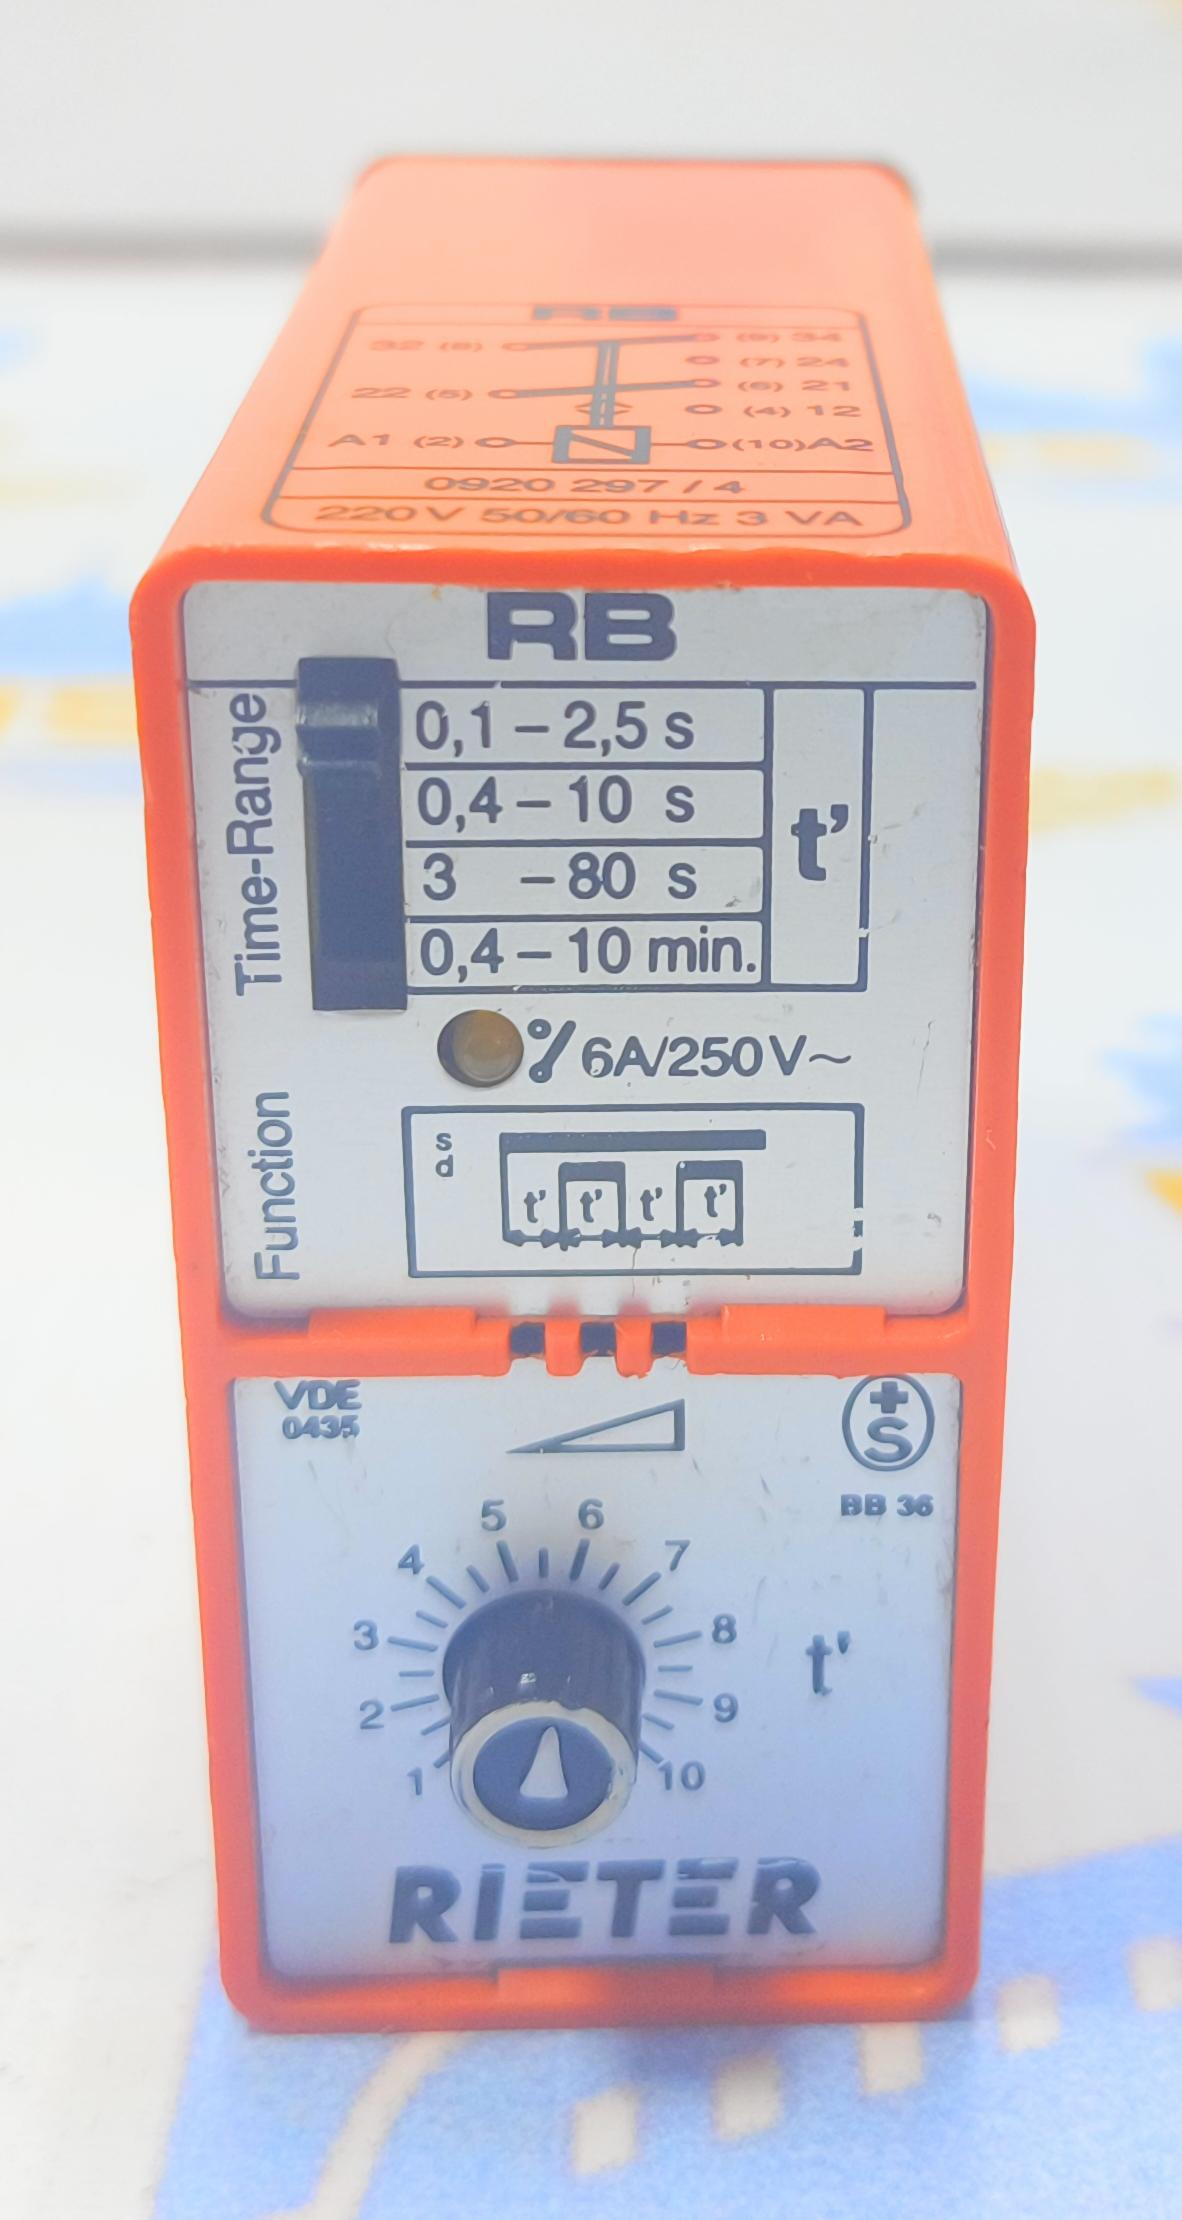 RB
32 (8) (9) 34
(7) 24
22 (5) (6) 21
(4) 12
A1 (2) (10)A2
0920 297 / 4
220V 50/60 Hz 3 VA
RB
Time-Range
0,1 – 2,5 s
0,4 – 10 s
3 – 80 s
0,4 – 10 min.
t'
6A/250V~
Function
s
d
t' t' t' t'
VDE
0435
+
S
BB 36
1 2 3 4 5 6 7 8 9 10
t'
RIETER